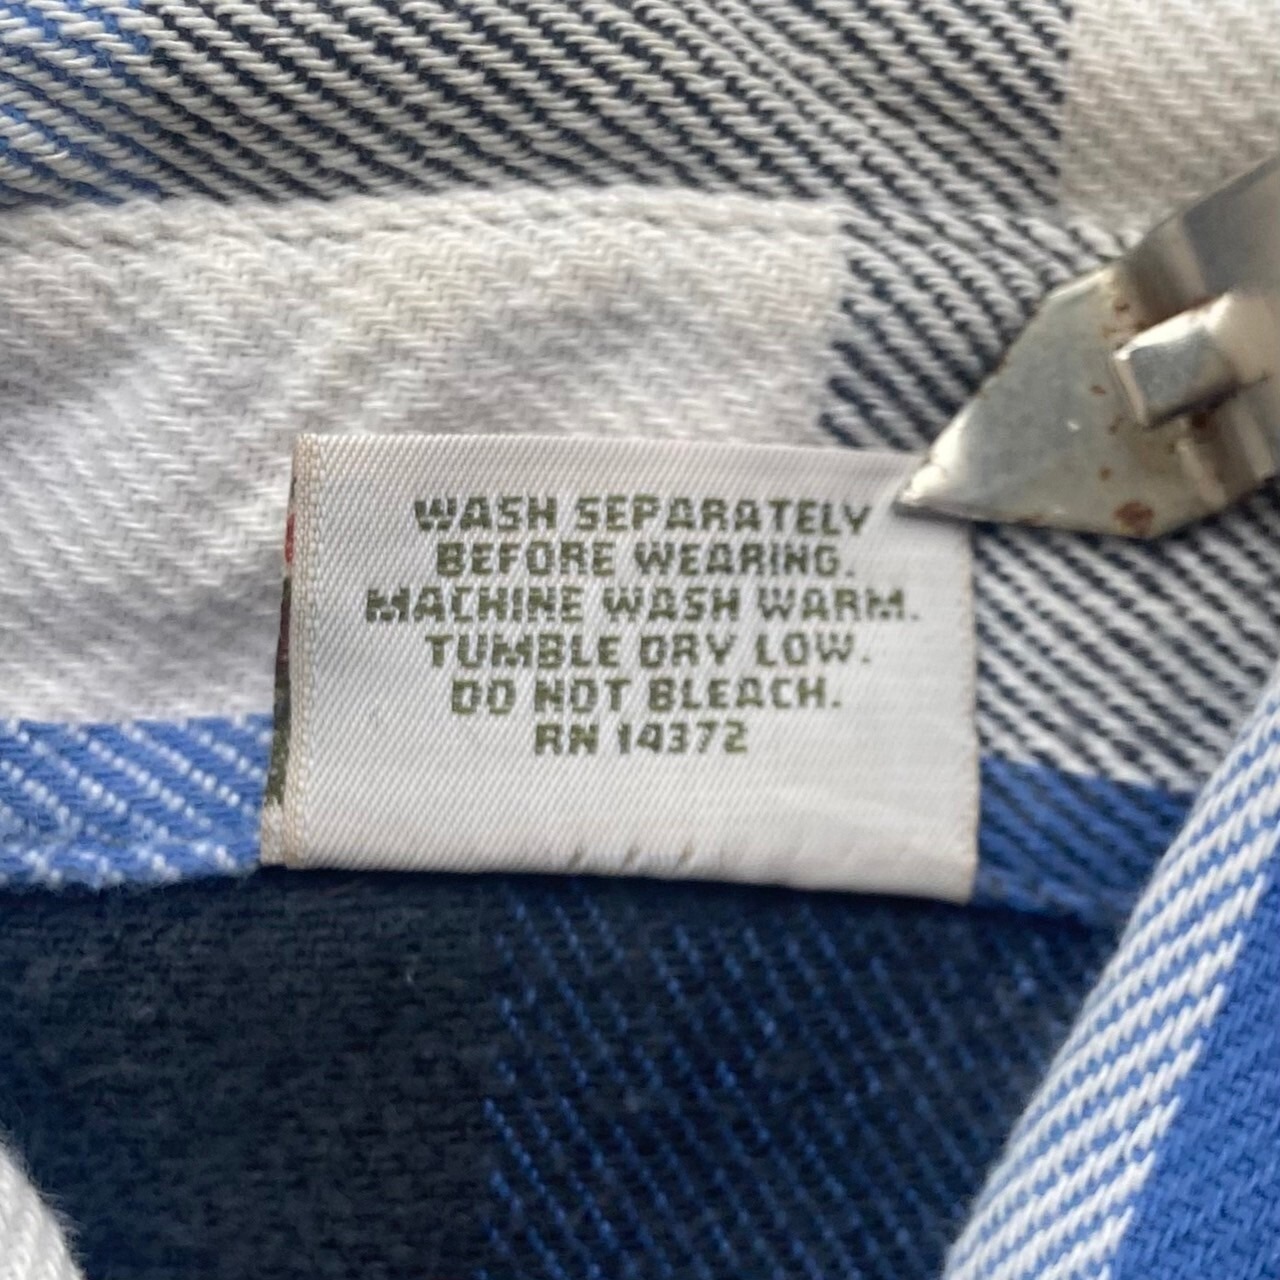 WASH SEPARATELY
BEFORE WEARING.
MACHINE WASH WARM.
TUMBLE DRY LOW.
DO NOT BLEACH.
RN 14372